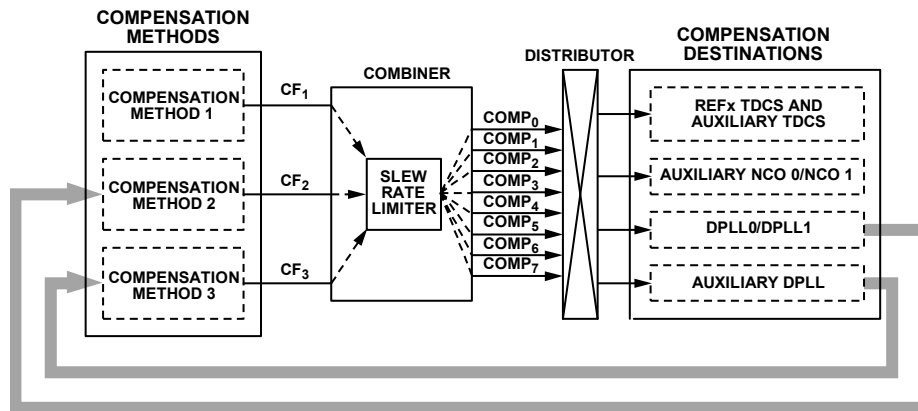 COMPENSATION
METHODS
COMPENSATION
METHOD 1
COMPENSATION
METHOD 2
COMPENSATION
METHOD 3
CF1
CF2
CF3
COMBINER
SLEW
RATE
LIMITER
COMP0
COMP1
COMP2
COMP3
COMP4
COMP5
COMP6
COMP7
DISTRIBUTOR
COMPENSATION
DESTINATIONS
REFx TDCS AND
AUXILIARY TDCS
AUXILIARY NCO 0/NCO 1
DPLL0/DPLL1
AUXILIARY DPLL